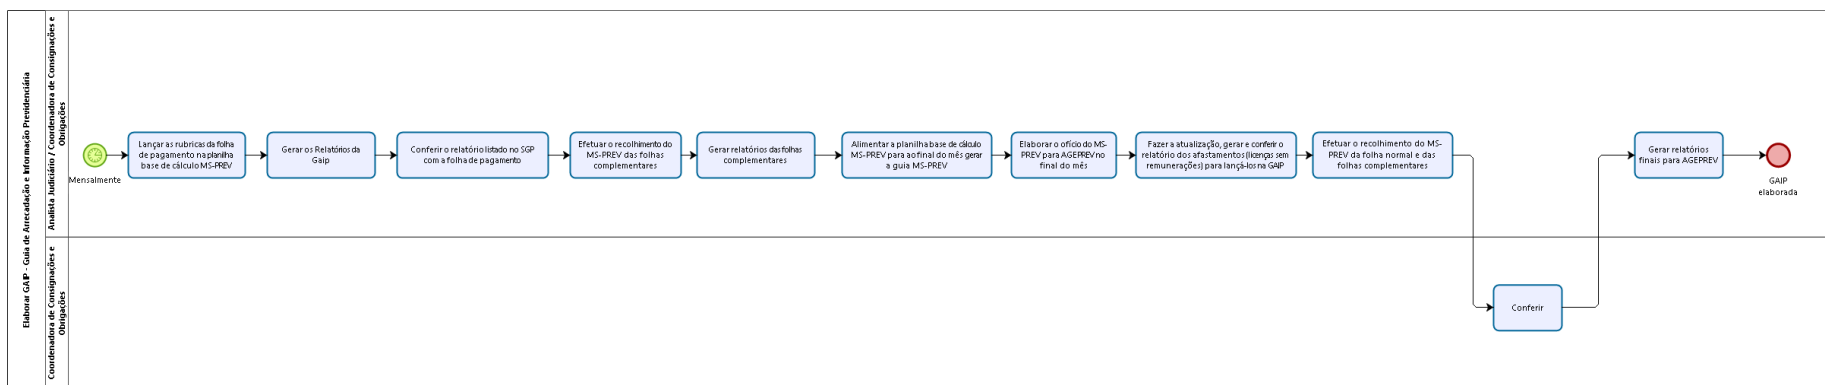 Elaborar GAIP - Guia de Arrecadação e Informação Previdenciária
Analista Judiciário / Coordenadora de Consignações e
Obrigações
Mensalmente
Lançar as rubricas da folha
de pagamento na planilha
base de cálculo MS-PREV
Gerar os Relatórios da
Gaip
Conferir o relatório listado no SGP
com a folha de pagamento
Efetuar o recolhimento do
MS-PREV das folhas
complementares
Gerar relatórios das folhas
complementares
Alimentar a planilha base de cálculo
MS-PREV para ao final do mês gerar
a guia MS-PREV
Elaborar o ofício do MS-
PREV para AGEPREV no
final do mês
Fazer a atualização, gerar e conferir o
relatório dos afastamentos (licenças sem
remunerações) para lançá-los na GAIP
Efetuar o recolhimento do MS-
PREV da folha normal e das
folhas complementares
Gerar relatórios
finais para AGEPREV
GAIP
elaborada
Coordenadora de Consignações e
Obrigações
Conferir